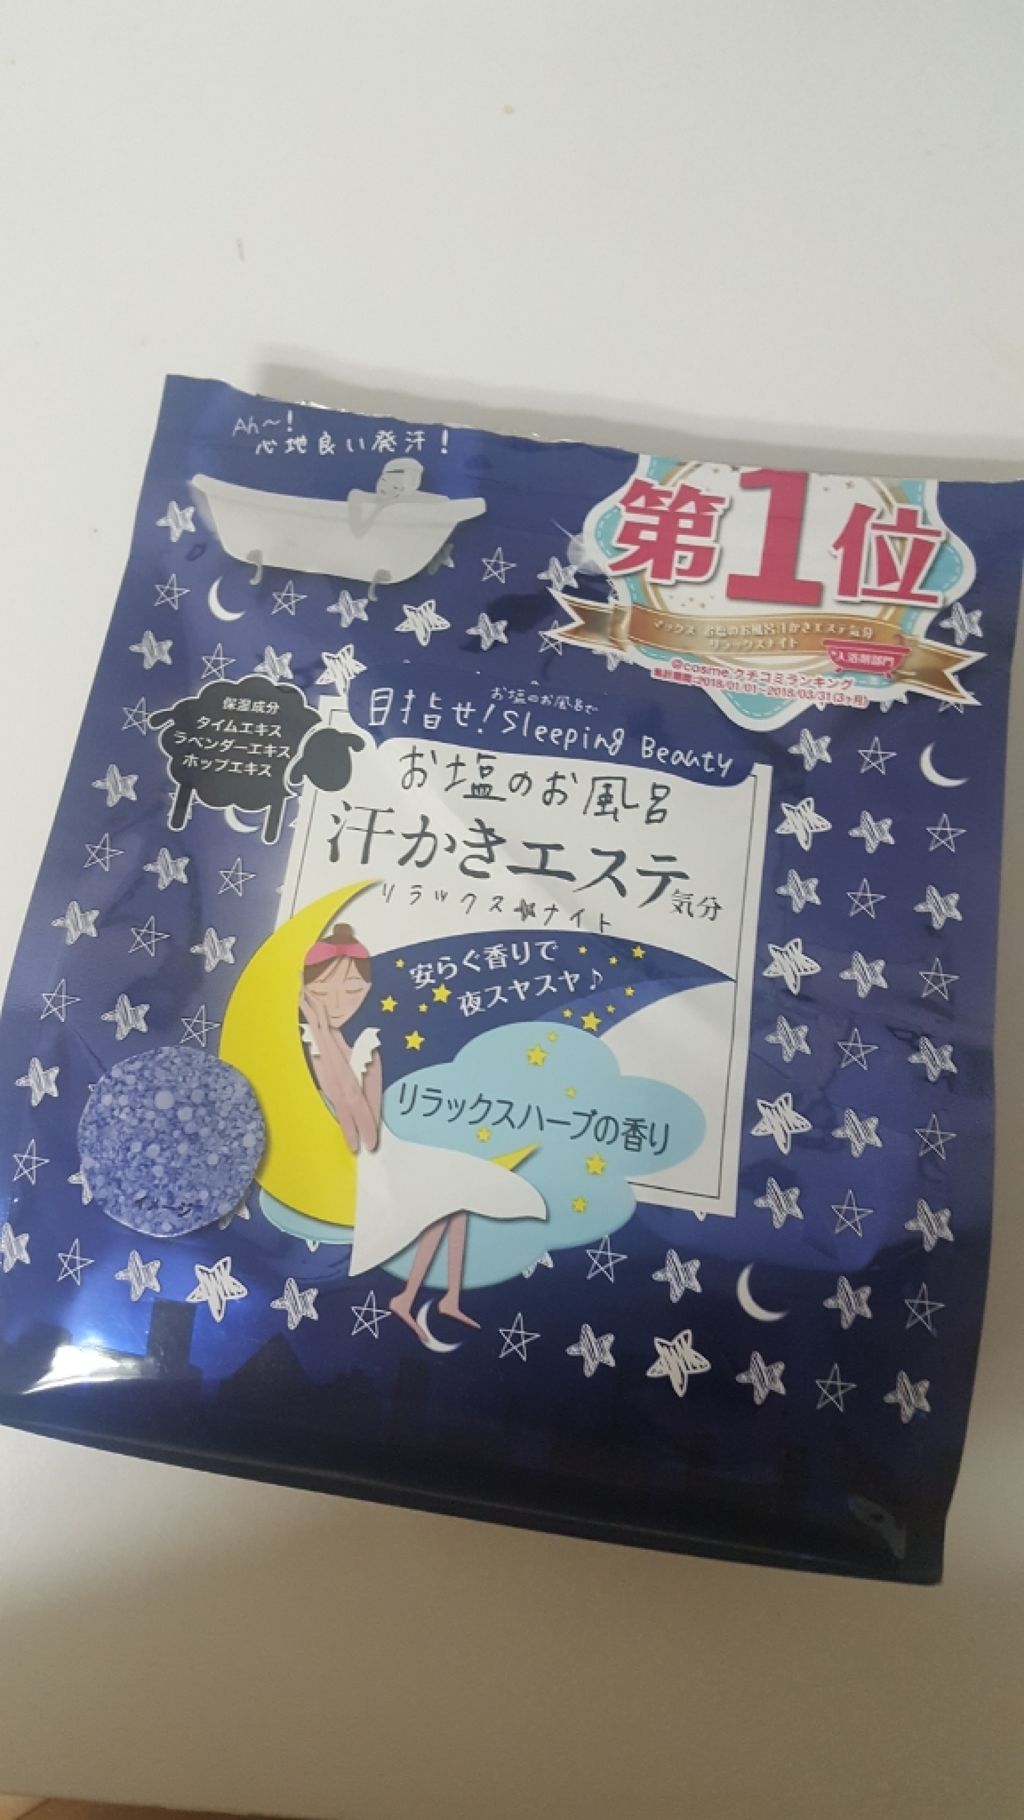 Ah〜!
心地良い発汗!
第1位
マックス お塩のお風呂 汗かきエステ気分
リラックスナイト
入浴剤部門
@cosme クチコミランキング
集計期間:2018/01/01~2018/03/31(3ヶ月)
保湿成分
タイムエキス
ラベンダーエキス
ホップエキス
お塩のお風呂で
目指せ!Sleeping Beauty
お塩のお風呂
汗かきエステ気分
リラックス★ナイト
安らぐ香りで
夜スヤスヤ♪
リラックスハーブの香り
イメージ